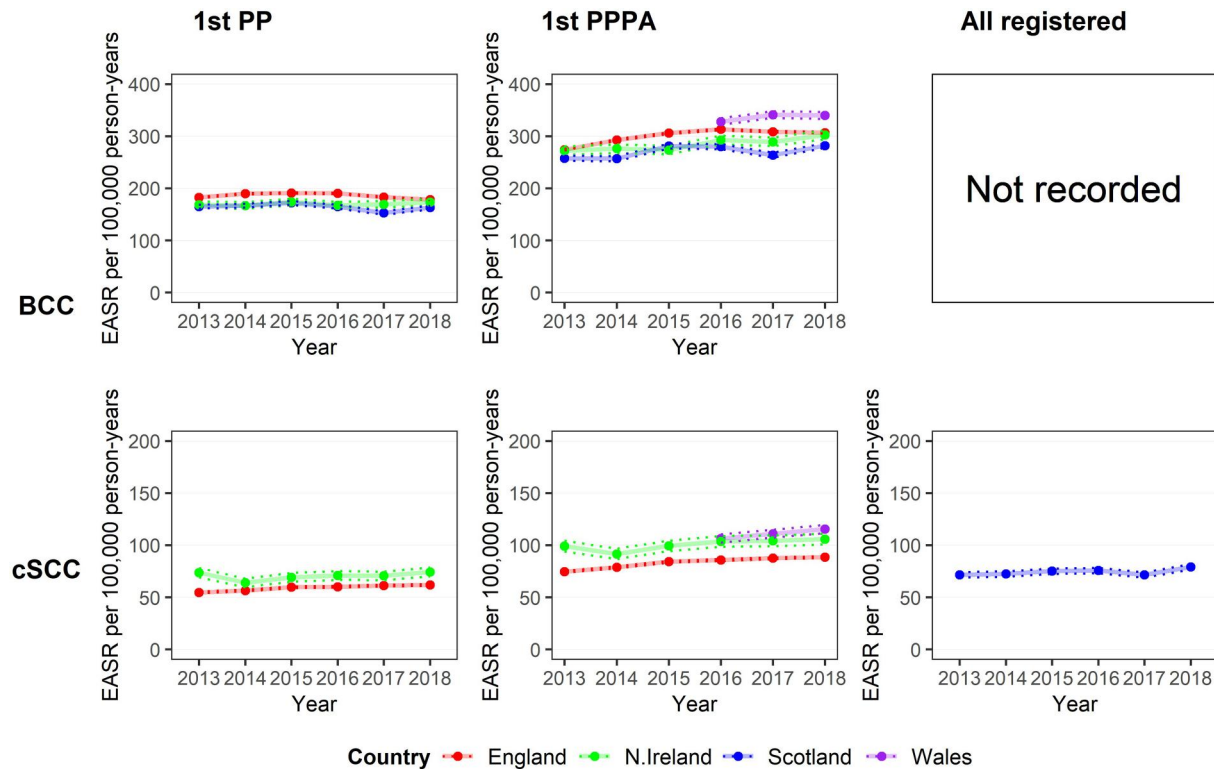 1st PP
1st PPPA
All registered
BCC
EASR per 100,000 person-years
400
300
200
100
0
2013 2014 2015 2016 2017 2018
Year
EASR per 100,000 person-years
400
300
200
100
0
2013 2014 2015 2016 2017 2018
Year
Not recorded
cSCC
EASR per 100,000 person-years
200
150
100
50
0
2013 2014 2015 2016 2017 2018
Year
EASR per 100,000 person-years
200
150
100
50
0
2013 2014 2015 2016 2017 2018
Year
EASR per 100,000 person-years
200
150
100
50
0
2013 2014 2015 2016 2017 2018
Year
Country England N.Ireland Scotland Wales